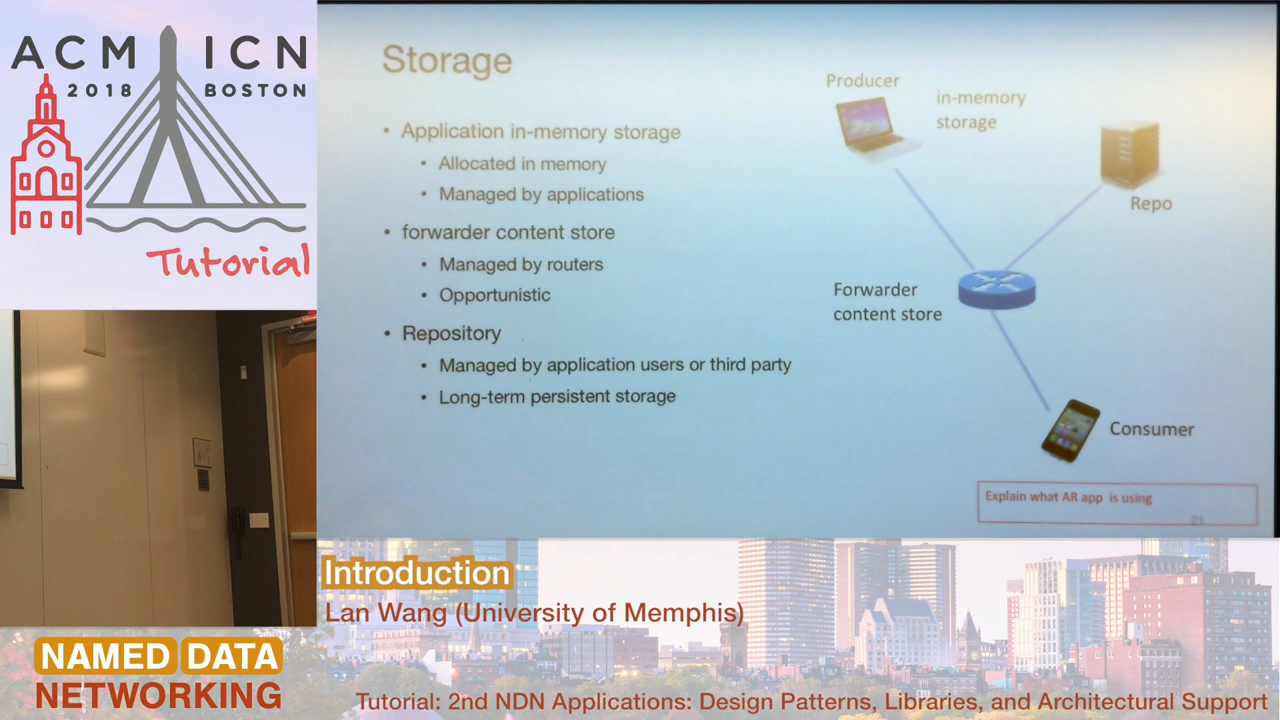 ACM ICN
2018 BOSTON
Tutorial
Storage
• Application in-memory storage
• Allocated in memory
• Managed by applications
• forwarder content store
• Managed by routers
• Opportunistic
• Repository
• Managed by application users or third party
• Long-term persistent storage
Producer
in-memory
storage
Repo
Forwarder
content store
Consumer
Explain what AR app is using
21
Introduction
Lan Wang (University of Memphis)
NAMED DATA
NETWORKING
Tutorial: 2nd NDN Applications: Design Patterns, Libraries, and Architectural Support